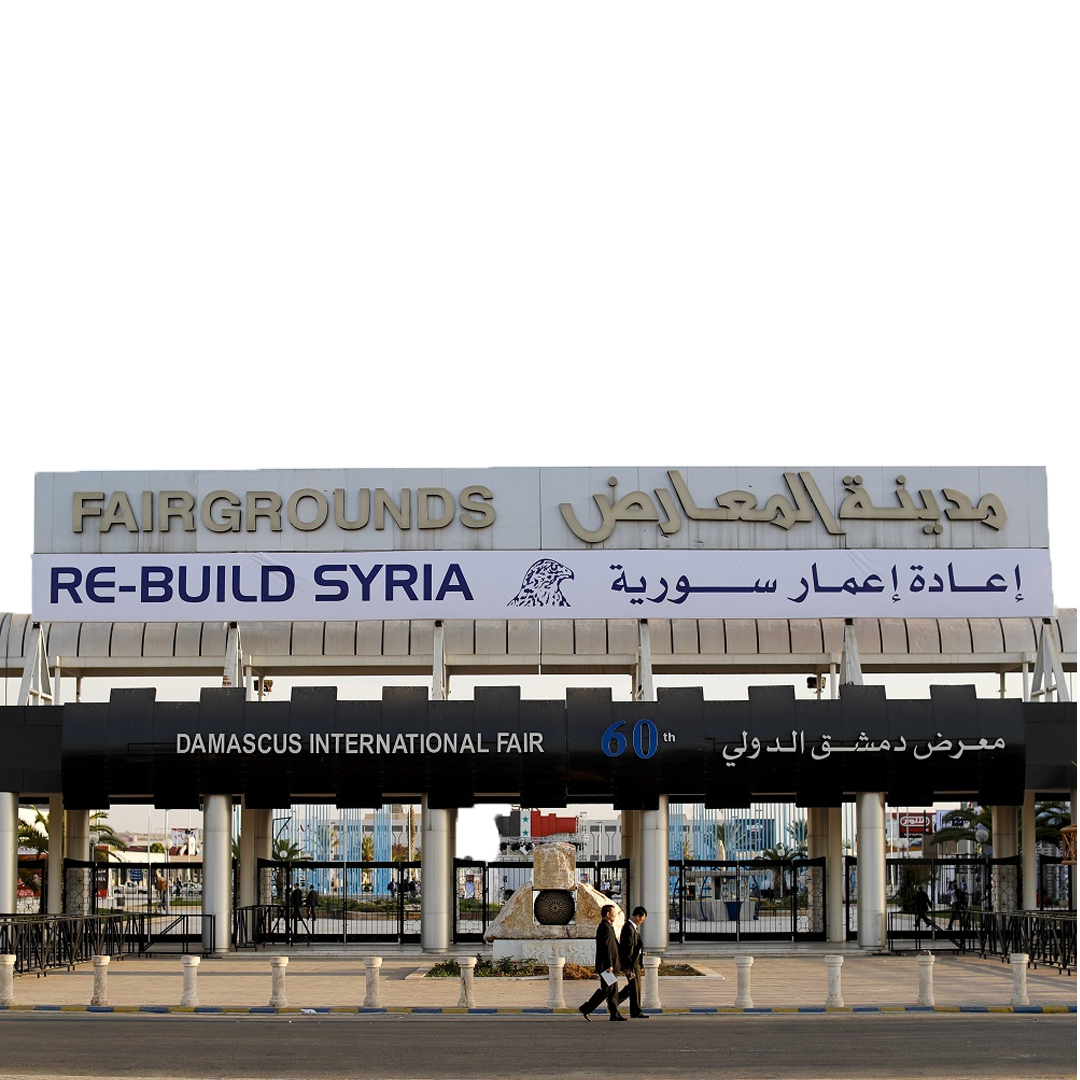 FAIRGROUNDS مدينة المعارض
RE-BUILD SYRIA إعادة إعمار سورية
DAMASCUS INTERNATIONAL FAIR 60th معرض دمشق الدولي